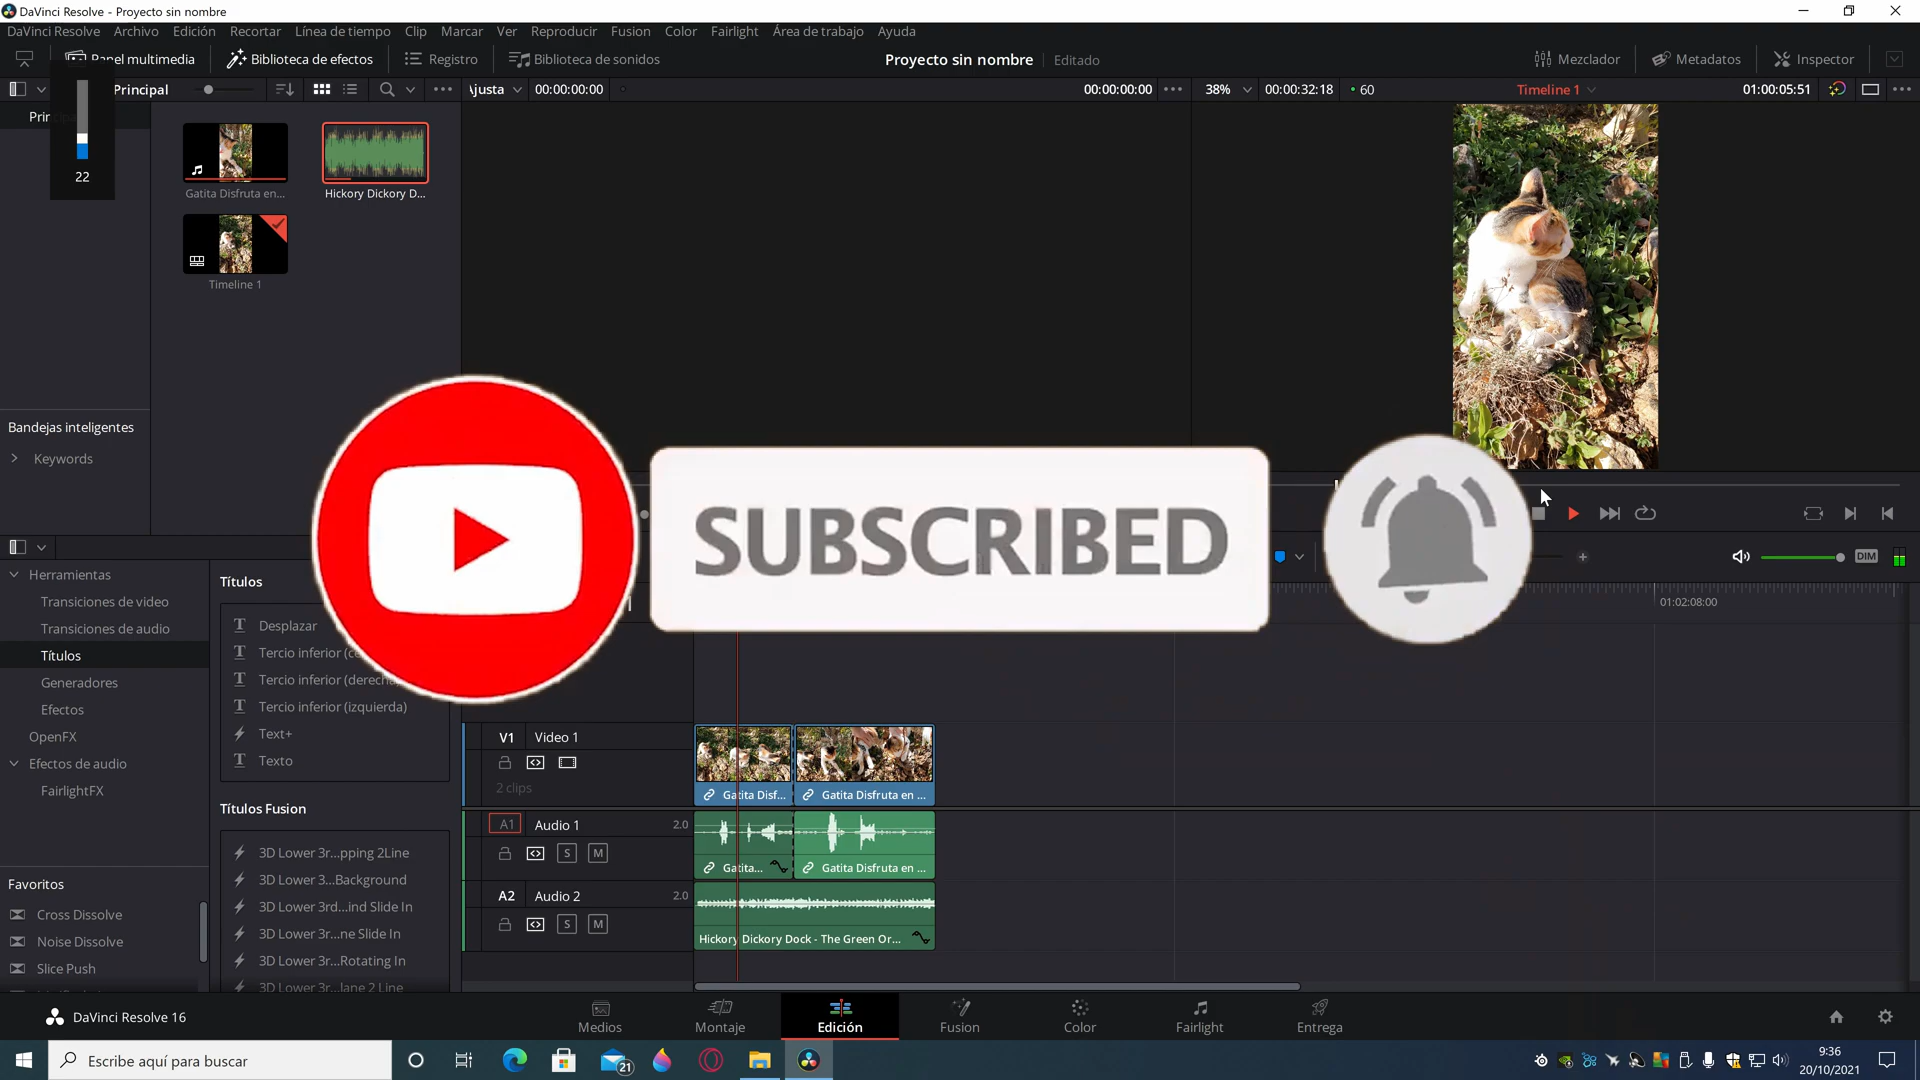 DaVinci Resolve - Proyecto sin nombre
DaVinci Resolve Archivo Edición Recortar Línea de tiempo Clip Marcar Ver Reproducir Fusion Color Fairlight Área de trabajo Ayuda
Panel multimedia Biblioteca de efectos Registro Biblioteca de sonidos Proyecto sin nombre Editado Mezclador Metadatos Inspector
Principal Ajusta 00:00:00:00 00:00:00:00 38% 00:00:32:18 60 Timeline 1 01:00:05:51
22
Gatita Disfruta en... Hickory Dickory D...
Timeline 1
Bandejas inteligentes
Keywords
SUBSCRIBED
DIM
Herramientas
Transiciones de video
Transiciones de audio
Títulos
Generadores
Efectos
OpenFX
Efectos de audio
FairlightFX
Favoritos
Cross Dissolve
Noise Dissolve
Slice Push
Títulos
Desplazar
Tercio inferior (ce
Tercio inferior (derech
Tercio inferior (izquierda)
Text+
Texto
Títulos Fusion
3D Lower 3r...pping 2Line
3D Lower 3...Background
3D Lower 3rd...ind Slide In
3D Lower 3r...ne Slide In
3D Lower 3r...Rotating In
3D Lower 3r...lane 2 Line
01:02:08:00
V1 Video 1
2 clips
Gatita Disf... Gatita Disfruta en ...
A1 Audio 1 2.0
S M
Gatita... Gatita Disfruta en ...
A2 Audio 2 2.0
S M
Hickory Dickory Dock - The Green Or...
DaVinci Resolve 16
Medios Montaje Edición Fusion Color Fairlight Entrega
Escribe aquí para buscar
21
9:36
20/10/2021